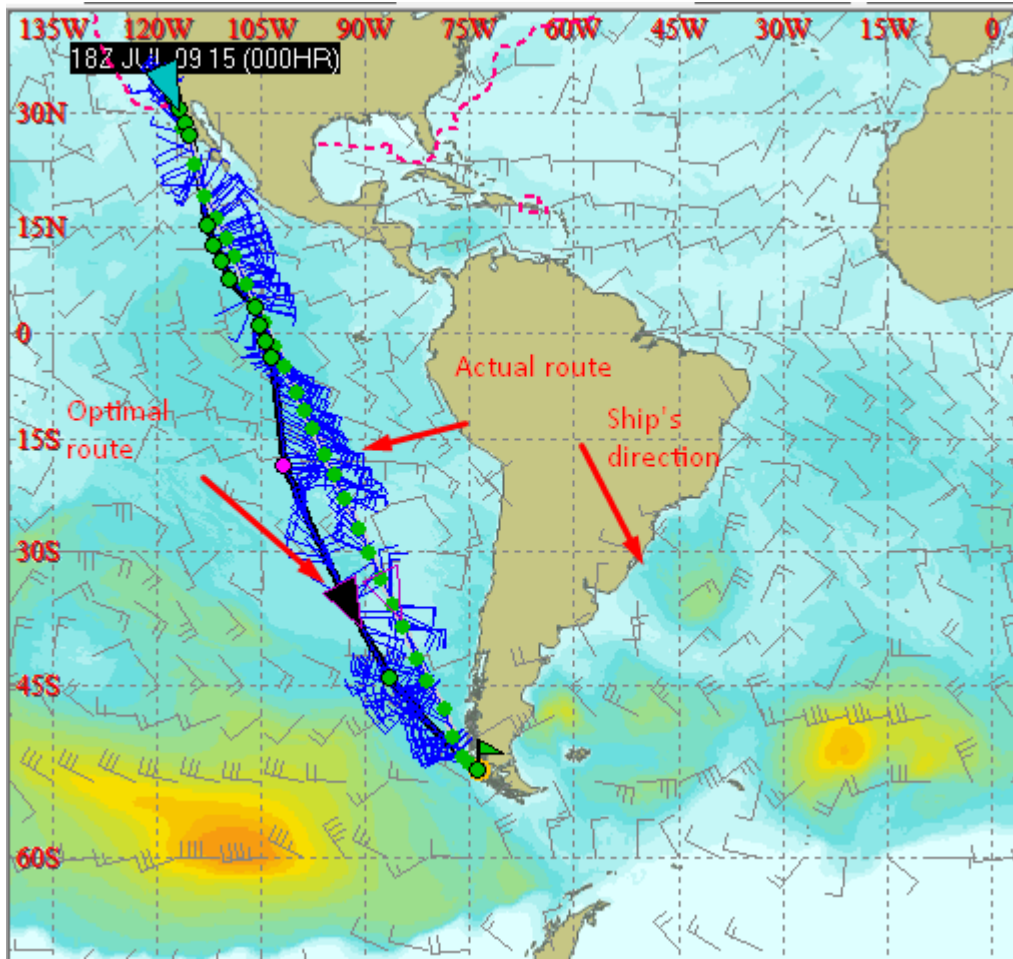 135W 120W 105W 90W 75W 60W 45W 30W 15W 0
18Z JUL 09 15 (000HR)
30N
15N
0
Actual route
Optimal
route
Ship's
direction
15S
30S
45S
60S